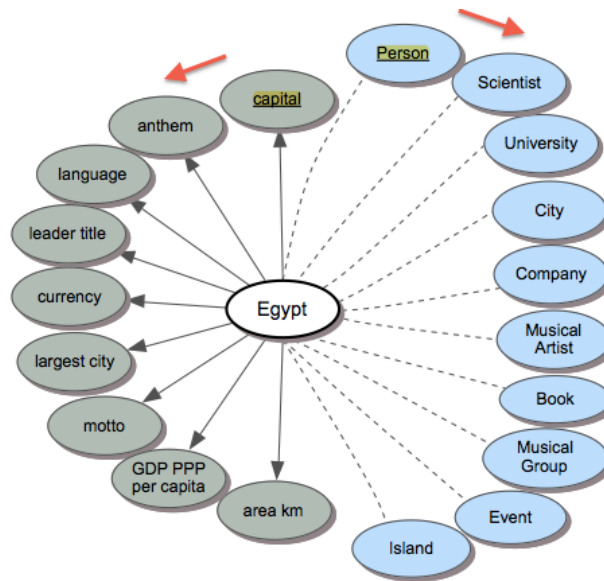 Person
Scientist
capital
anthem
University
language
City
leader title
Company
currency
Egypt
Musical
Artist
largest city
Book
motto
Musical
Group
GDP PPP
per capita
area km
Event
Island